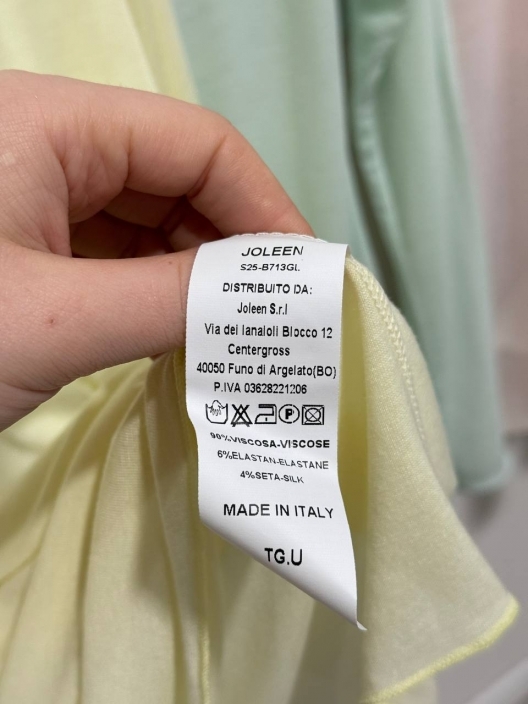 JOLEEN
S25-B713GL
DISTRIBUITO DA:
Joleen S.r.l
Via dei lanaioli Blocco 12
Centergross
40050 Funo di Argelato(BO)
P.IVA 03628221206
P
90%VISCOSA-VISCOSE
6%ELASTAN-ELASTANE
4%SETA-SILK
MADE IN ITALY
TG.U